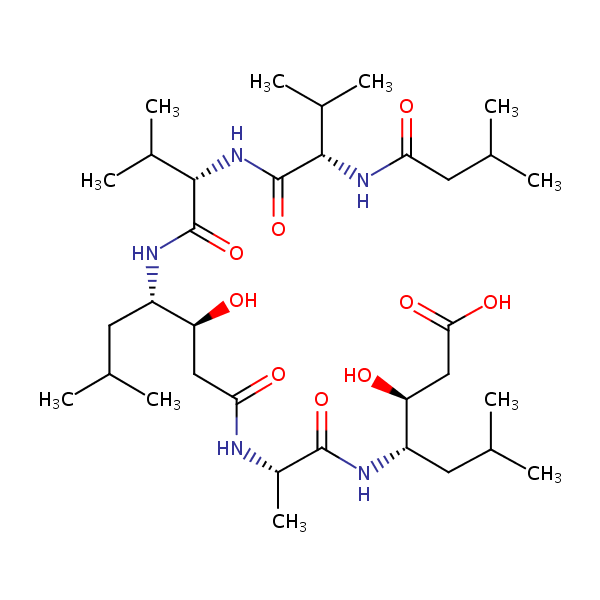 H₃C CH₃
CH₃ O CH₃
H
N
H₃C N CH₃
H
O
HN O
OH O OH
HO
H₃C CH₃ O O CH₃
HN N CH₃
H
CH₃